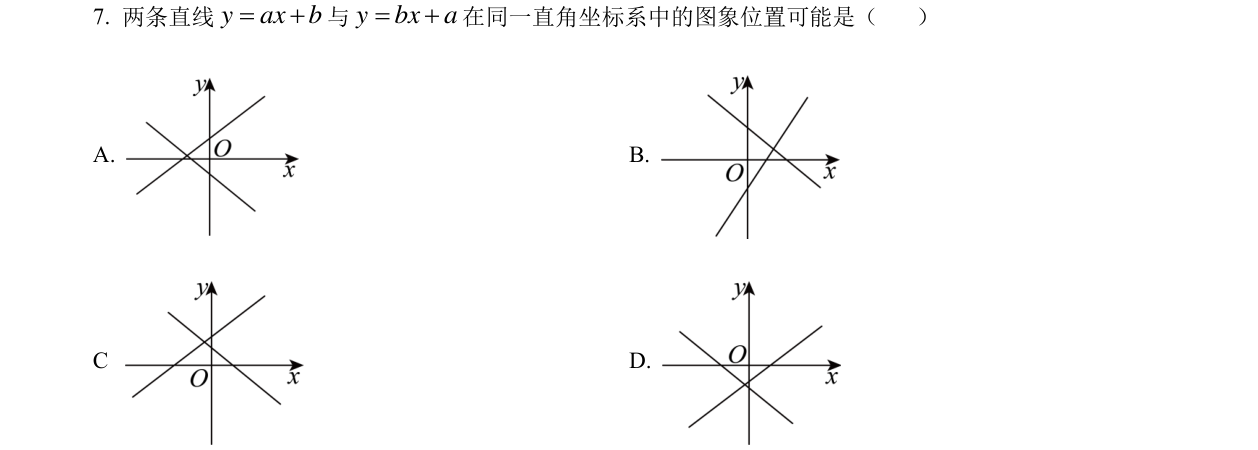 7. 两条直线 y = ax + b 与 y = bx + a 在同一直角坐标系中的图象位置可能是（  ）
A. y O x
B. y O x
C y O x
D. y O x